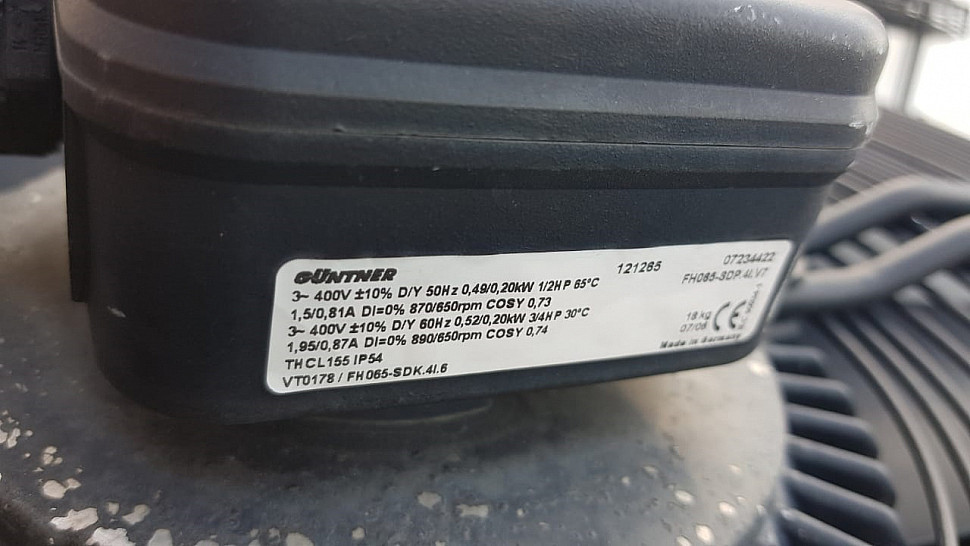 GÜNTNER 121285 07234422
3~ 400V ±10% D/Y 50Hz 0,49/0,20kW 1/2HP 65°C FH065-SDP.4I.V7
1,5/0,81A DI=0% 870/650rpm COSY 0,73
3~ 400V ±10% D/Y 60Hz 0,52/0,20kW 3/4HP 30°C 18 kg
1,95/0,87A DI=0% 890/650rpm COSY 0,74 07/08 CE
THCL155 IP54 Made in Germany
VT0178 / FH065-SDK.4I.6